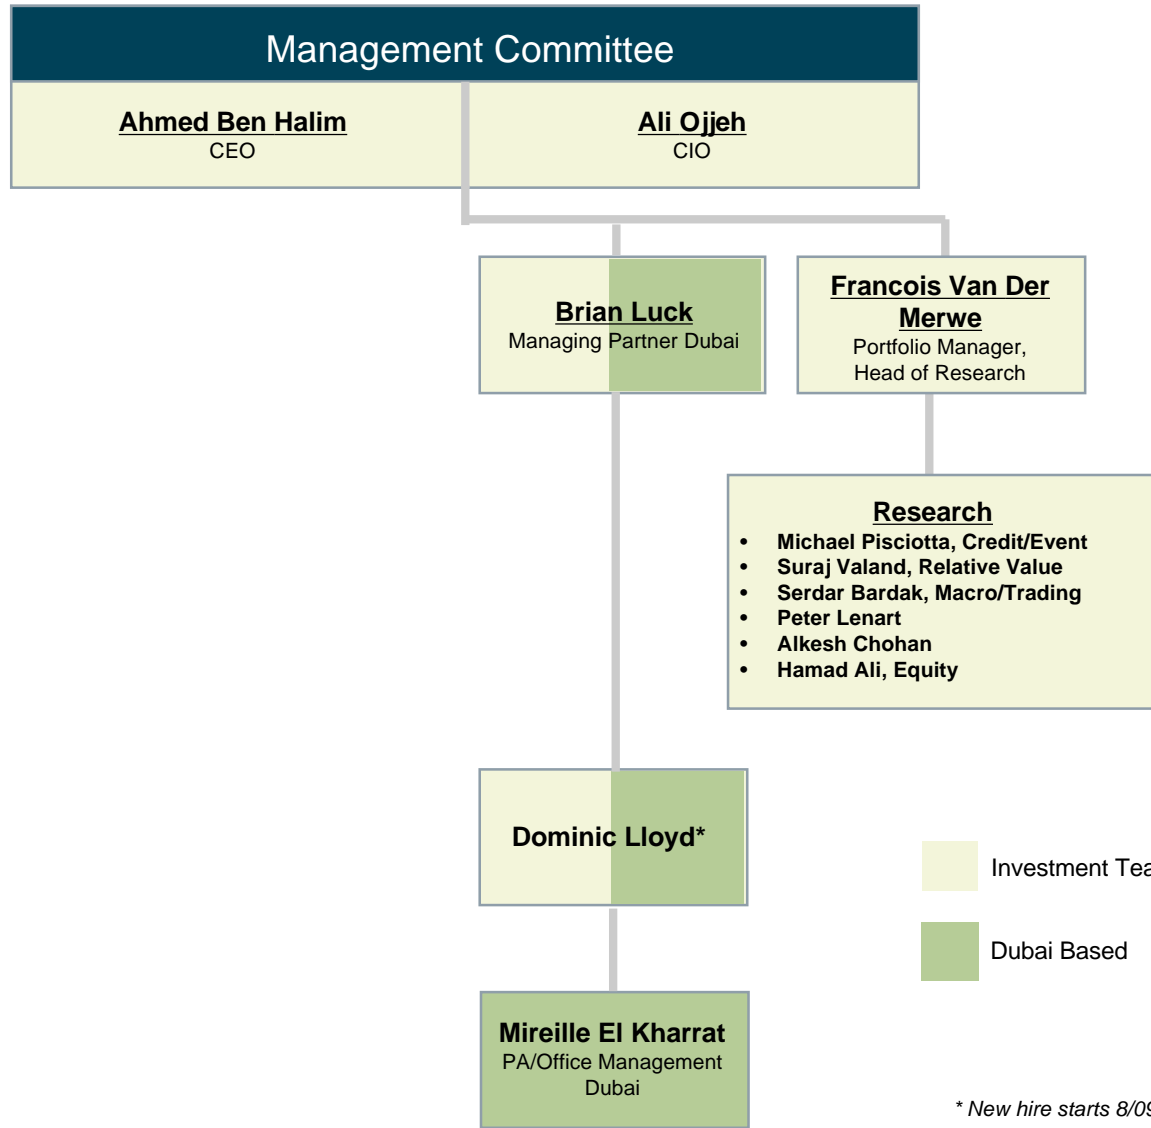 Management Committee
Ahmed Ben Halim
CEO
Ali Ojjeh
CIO
Brian Luck
Managing Partner Dubai
Francois Van Der
Merwe
Portfolio Manager,
Head of Research
Research
• Michael Pisciotta, Credit/Event
• Suraj Valand, Relative Value
• Serdar Bardak, Macro/Trading
• Peter Lenart
• Alkesh Chohan
• Hamad Ali, Equity
Dominic Lloyd*
Investment Tea
Dubai Based
Mireille El Kharrat
PA/Office Management
Dubai
* New hire starts 8/09